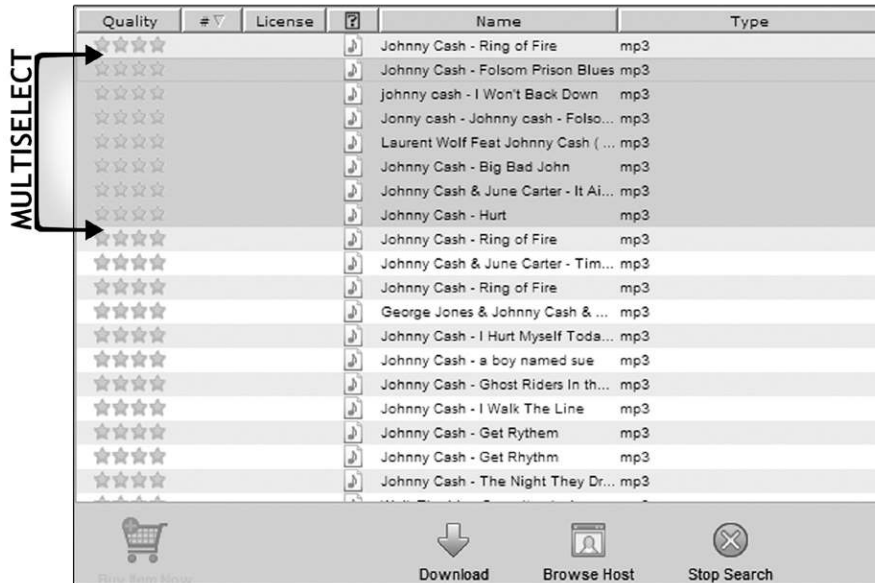 MULTISELECT
Quality # License ? Name Type
Johnny Cash - Ring of Fire mp3
Johnny Cash - Folsom Prison Blues mp3
johnny cash - I Won't Back Down mp3
Jonny cash - Johnny cash - Folso... mp3
Laurent Wolf Feat Johnny Cash ( ... mp3
Johnny Cash - Big Bad John mp3
Johnny Cash & June Carter - It Ai... mp3
Johnny Cash - Hurt mp3
Johnny Cash - Ring of Fire mp3
Johnny Cash & June Carter - Tim... mp3
Johnny Cash - Ring of Fire mp3
George Jones & Johnny Cash & ... mp3
Johnny Cash - I Hurt Myself Toda... mp3
Johnny Cash - a boy named sue mp3
Johnny Cash - Ghost Riders In th... mp3
Johnny Cash - I Walk The Line mp3
Johnny Cash - Get Rythem mp3
Johnny Cash - Get Rhythm mp3
Johnny Cash - The Night They Dr... mp3
Buy Item Now Download Browse Host Stop Search